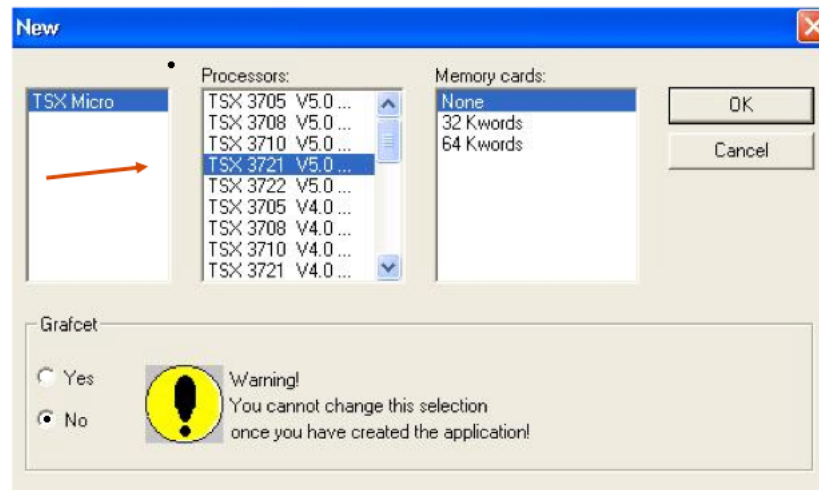 New
TSX Micro
Processors:
TSX 3705 V5.0 ...
TSX 3708 V5.0 ...
TSX 3710 V5.0 ...
TSX 3721 V5.0 ...
TSX 3722 V5.0 ...
TSX 3705 V4.0 ...
TSX 3708 V4.0 ...
TSX 3710 V4.0 ...
TSX 3721 V4.0 ...
Memory cards:
None
32 Kwords
64 Kwords
OK
Cancel
Grafcet
Yes
No
Warning!
You cannot change this selection
once you have created the application!